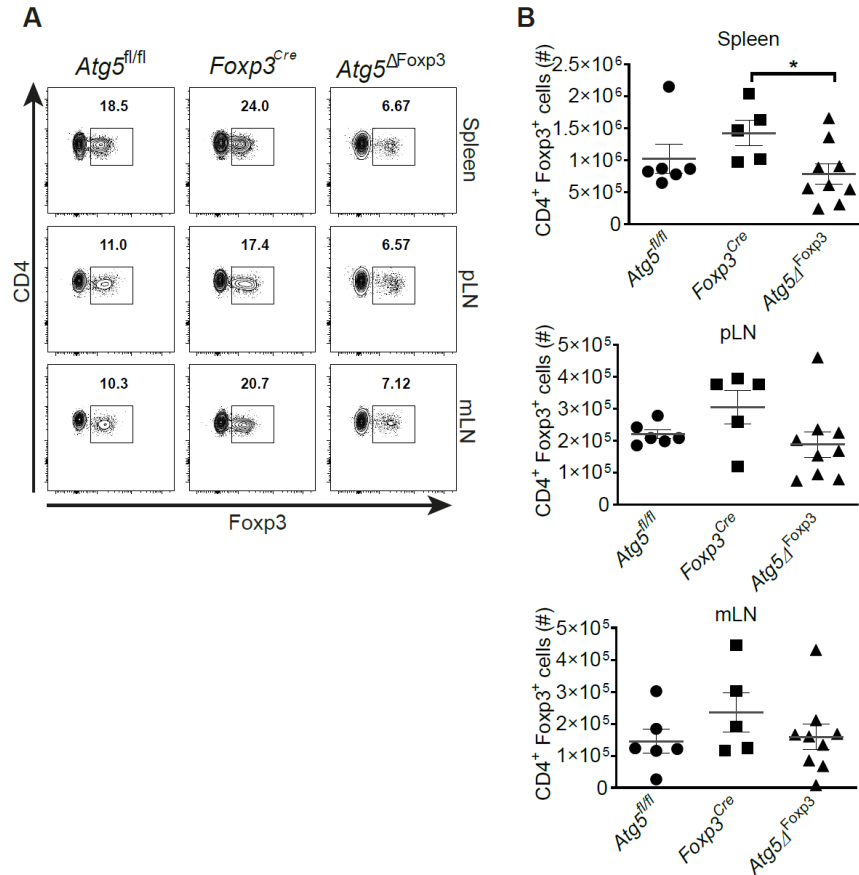 A
Atg5fl/fl Foxp3Cre Atg5ΔFoxp3
18.5 24.0 6.67
Spleen
11.0 17.4 6.57
pLN
10.3 20.7 7.12
mLN
CD4
Foxp3
B
Spleen
*
CD4+ Foxp3+ cells (#)
2.5×10⁶
2×10⁶
1.5×10⁶
1×10⁶
5×10⁵
0
Atg5fl/fl Foxp3Cre Atg5ΔFoxp3
pLN
CD4+ Foxp3+ cells (#)
5×10⁵
4×10⁵
3×10⁵
2×10⁵
1×10⁵
0
Atg5fl/fl Foxp3Cre Atg5ΔFoxp3
mLN
CD4+ Foxp3+ cells (#)
5×10⁵
4×10⁵
3×10⁵
2×10⁵
1×10⁵
0
Atg5fl/fl Foxp3Cre Atg5ΔFoxp3